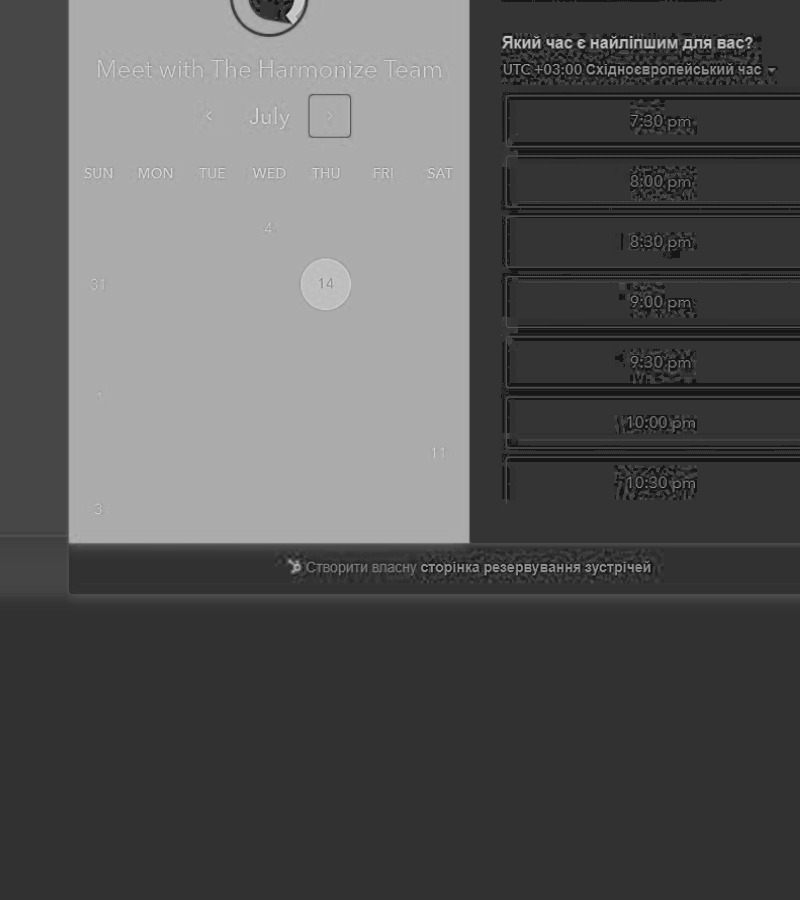 Meet with The Harmonize Team
July
SUN MON TUE WED THU FRI SAT
4
31 14
1
11
3
Який час є найліпшим для вас?
UTC +03:00 Східноєвропейський час
7:30 pm
8:00 pm
8:30 pm
9:00 pm
9:30 pm
10:00 pm
10:30 pm
Створити власну сторінка резервування зустрічей